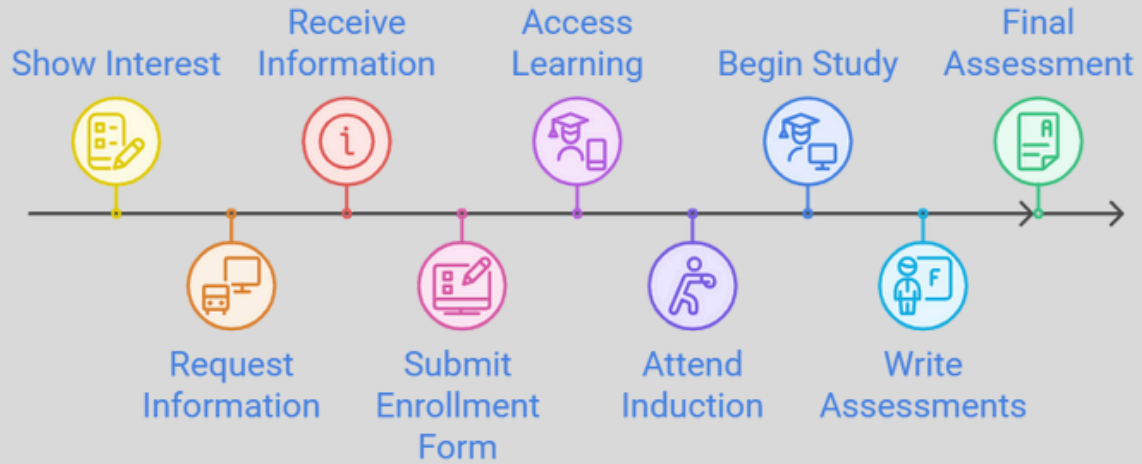 Show Interest
Request
Information
Receive
Information
i
Submit
Enrollment
Form
Access
Learning
Attend
Induction
Begin Study
Write
Assessments
F
Final
Assessment
A